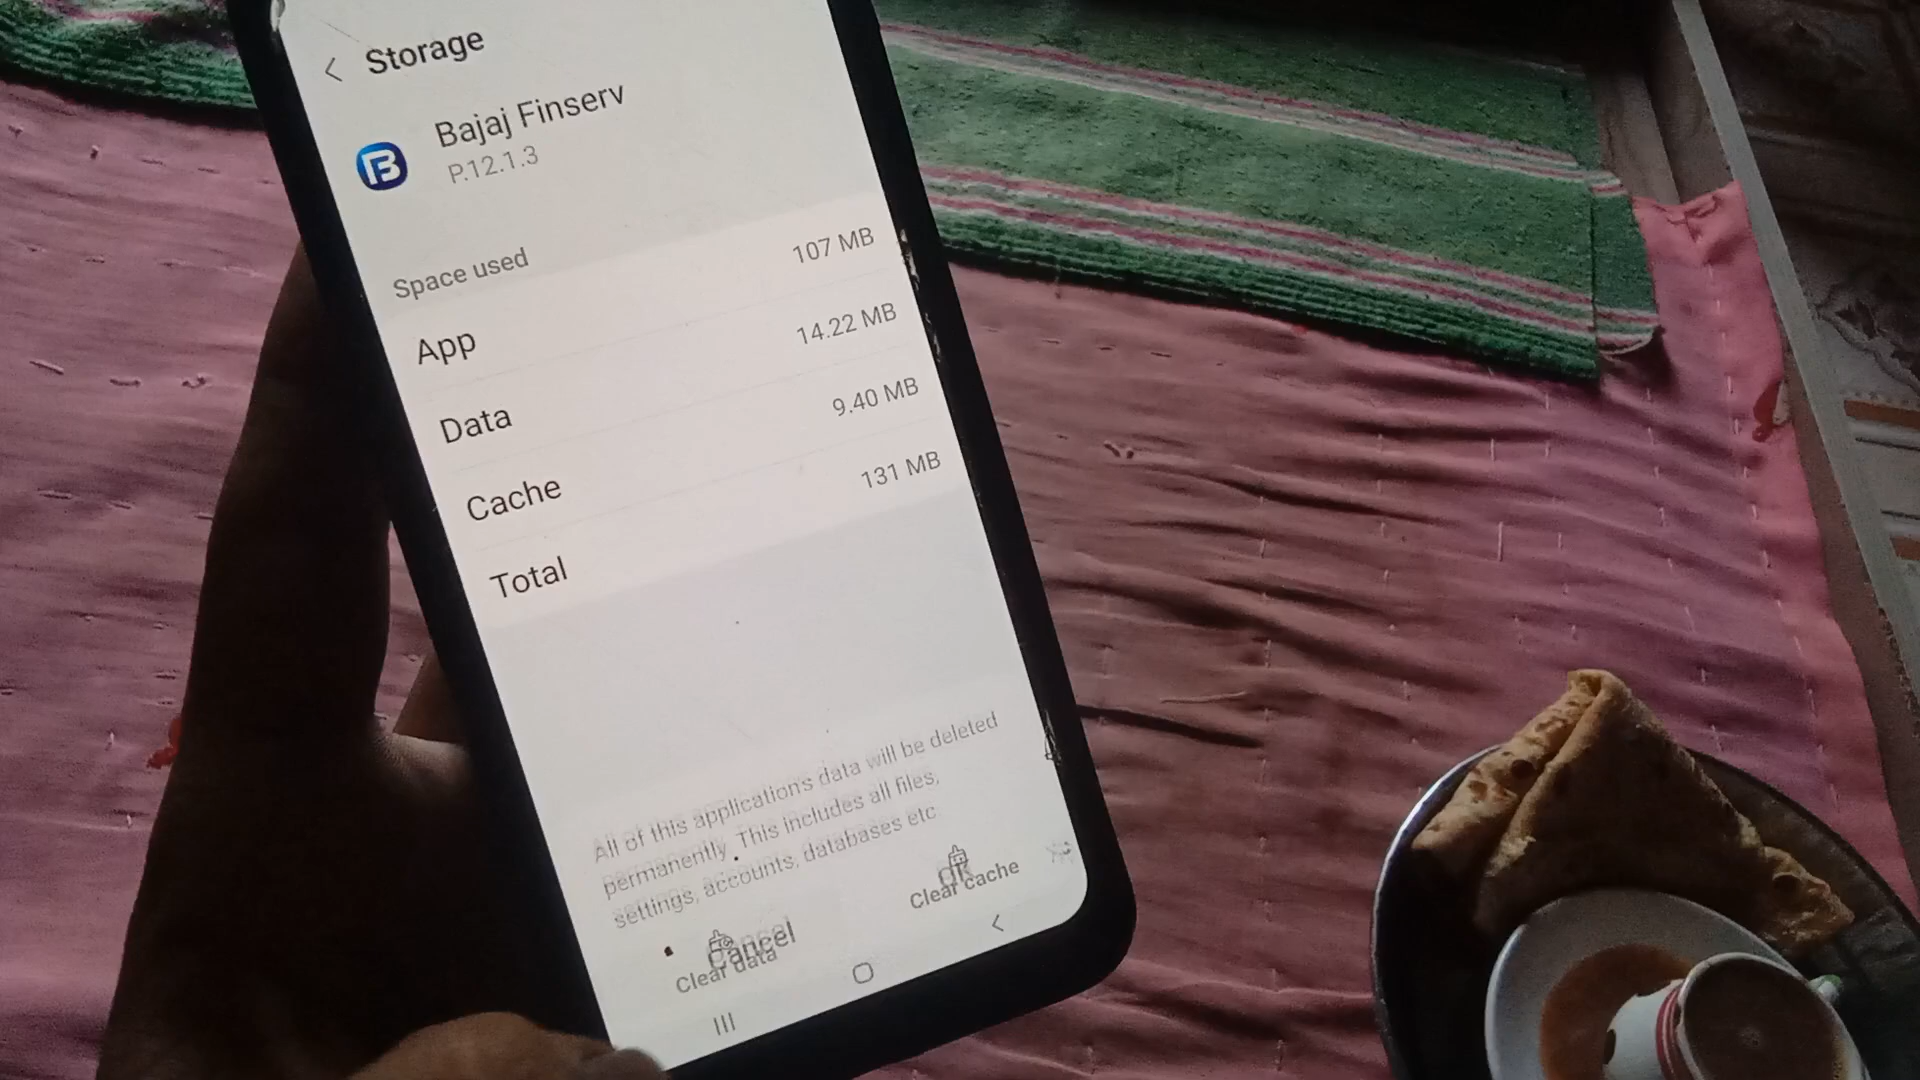 Storage
Bajaj Finserv
P.12.1.3
Space used
App 107 MB
Data 14.22 MB
Cache 9.40 MB
Total 131 MB
All of this applications data will be deleted
permanently. This includes all files,
settings, accounts, databases etc
Cancel
OK
Clear data
Clear cache